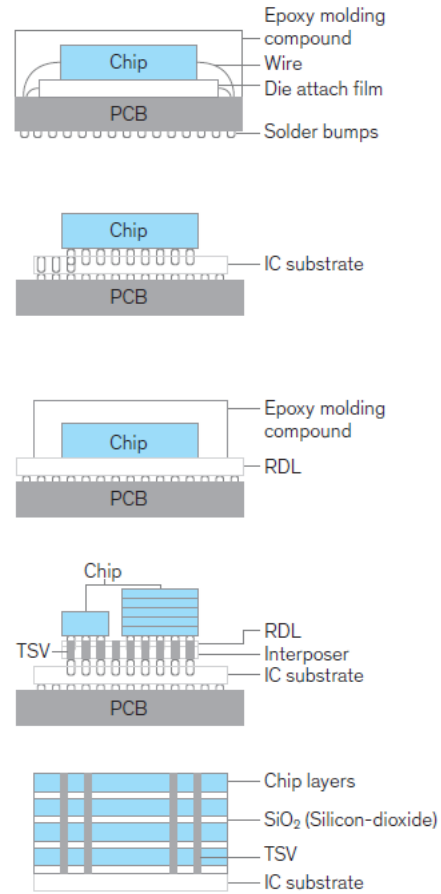 Epoxy molding
compound
Chip
Wire
Die attach film
PCB
Solder bumps
Chip
IC substrate
PCB
Epoxy molding
compound
Chip
RDL
PCB
Chip
RDL
TSV
Interposer
IC substrate
PCB
Chip layers
SiO₂ (Silicon-dioxide)
TSV
IC substrate